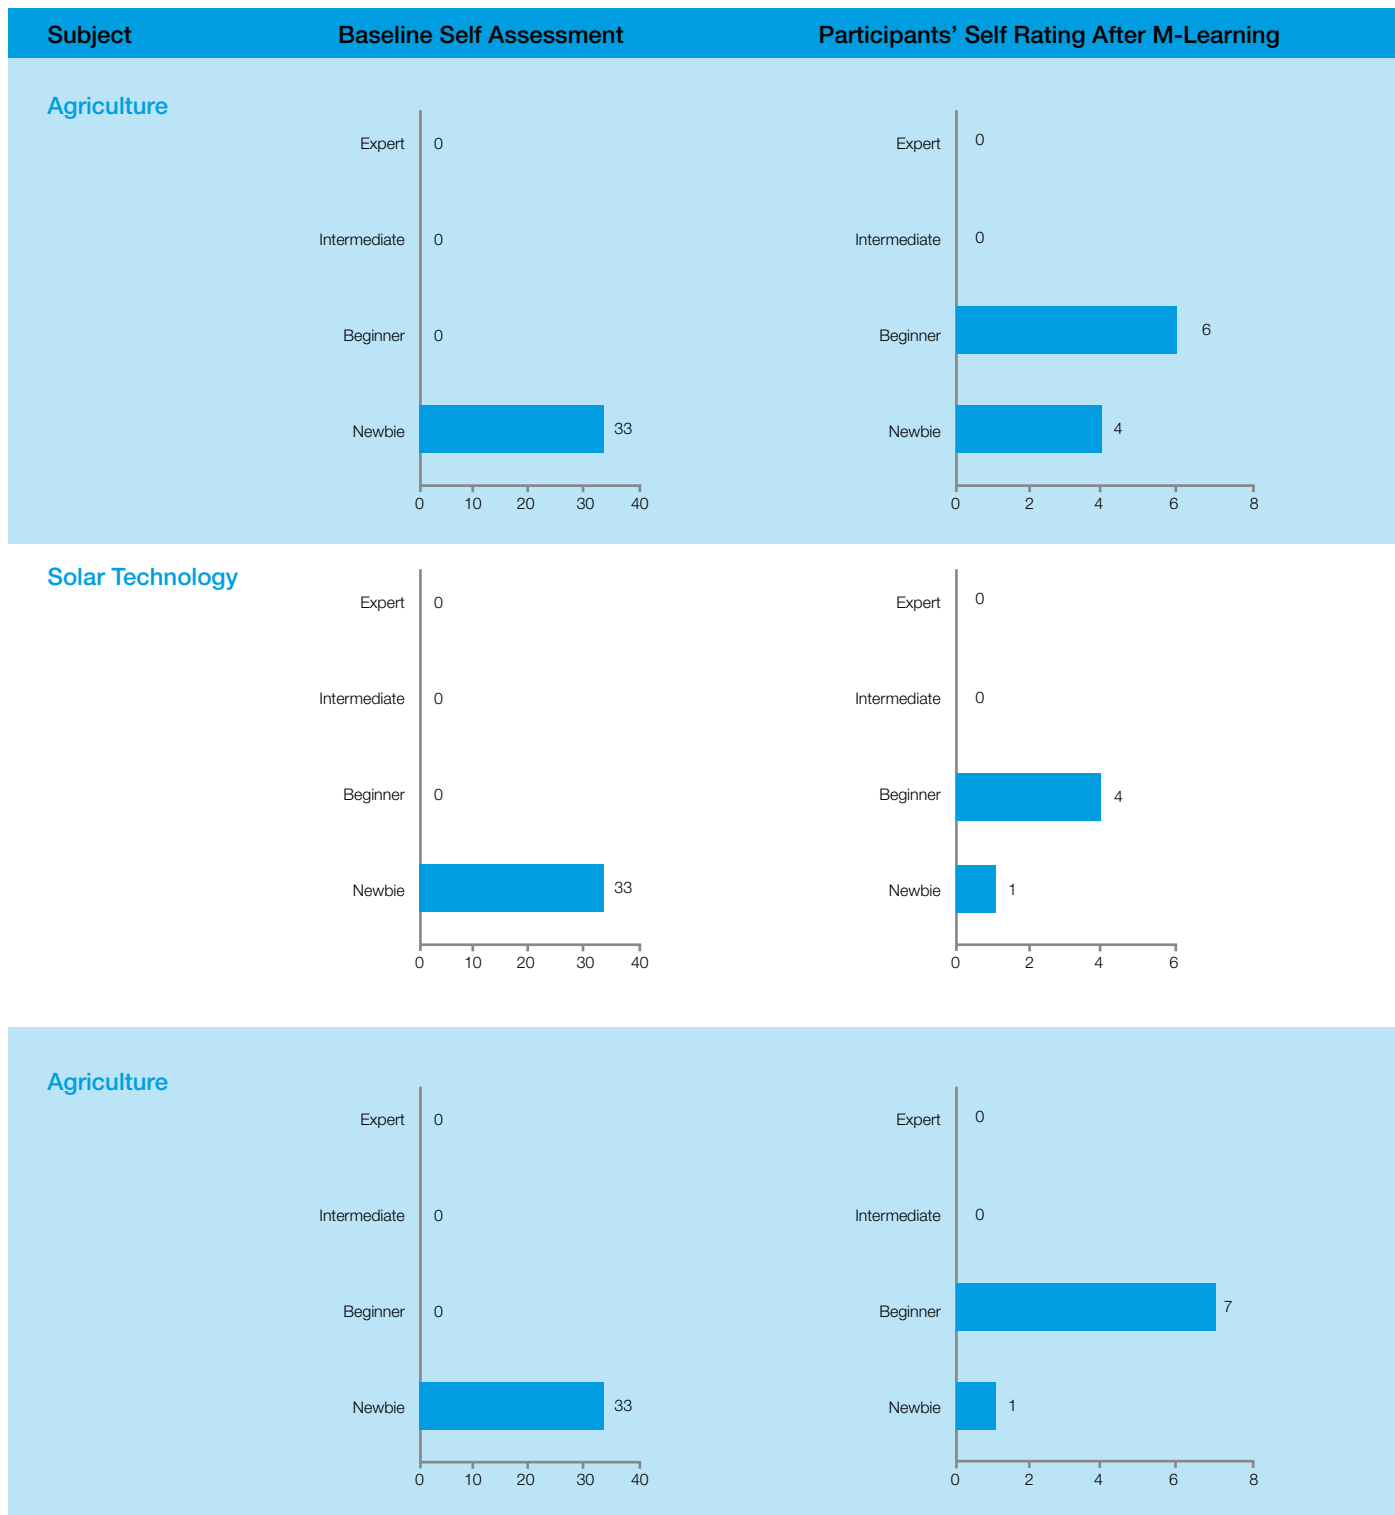 Subject Baseline Self Assessment Participants’ Self Rating After M-Learning
Agriculture
Expert 0
Intermediate 0
Beginner 0
Newbie 33
0 10 20 30 40
Expert 0
Intermediate 0
Beginner 6
Newbie 4
0 2 4 6 8
Solar Technology
Expert 0
Intermediate 0
Beginner 0
Newbie 33
0 10 20 30 40
Expert 0
Intermediate 0
Beginner 4
Newbie 1
0 2 4 6
Agriculture
Expert 0
Intermediate 0
Beginner 0
Newbie 33
0 10 20 30 40
Expert 0
Intermediate 0
Beginner 7
Newbie 1
0 2 4 6 8